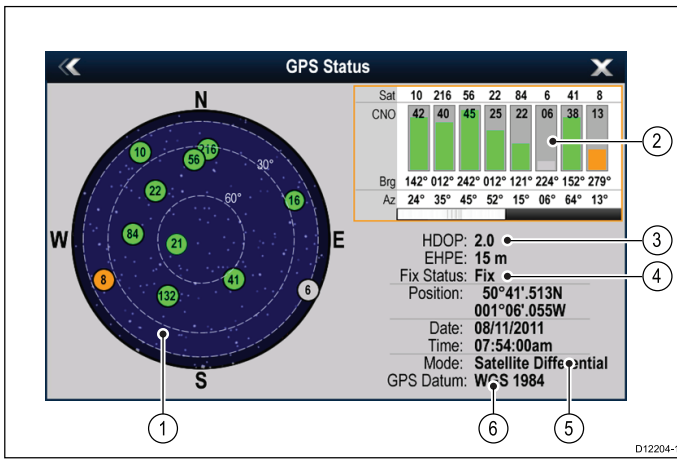 GPS Status
N
W
E
S
30°
60°
10
216
56
22
16
84
21
8
41
132
6
Sat 10 216 56 22 84 6 41 8
CNO 42 40 45 25 22 06 38 13
Brg 142° 012° 242° 012° 121° 224° 152° 279°
Az 24° 35° 45° 52° 15° 06° 64° 13°
HDOP: 2.0
EHPE: 15 m
Fix Status: Fix
Position: 50°41'.513N
001°06'.055W
Date: 08/11/2011
Time: 07:54:00am
Mode: Satellite Differential
GPS Datum: WGS 1984
1
2
3
4
5
6
D12204-1